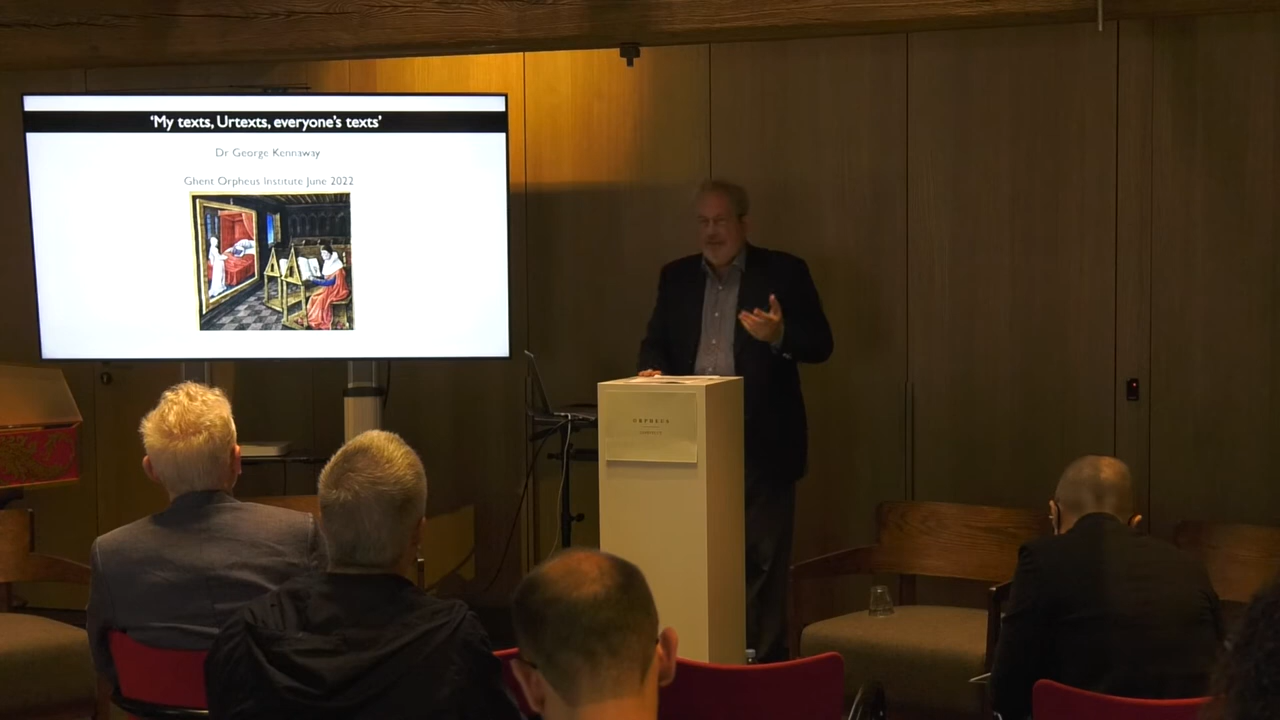 'My texts, Urtexts, everyone's texts'
Dr George Kennaway
Ghent Orpheus Institute June 2022
ORPHEUS